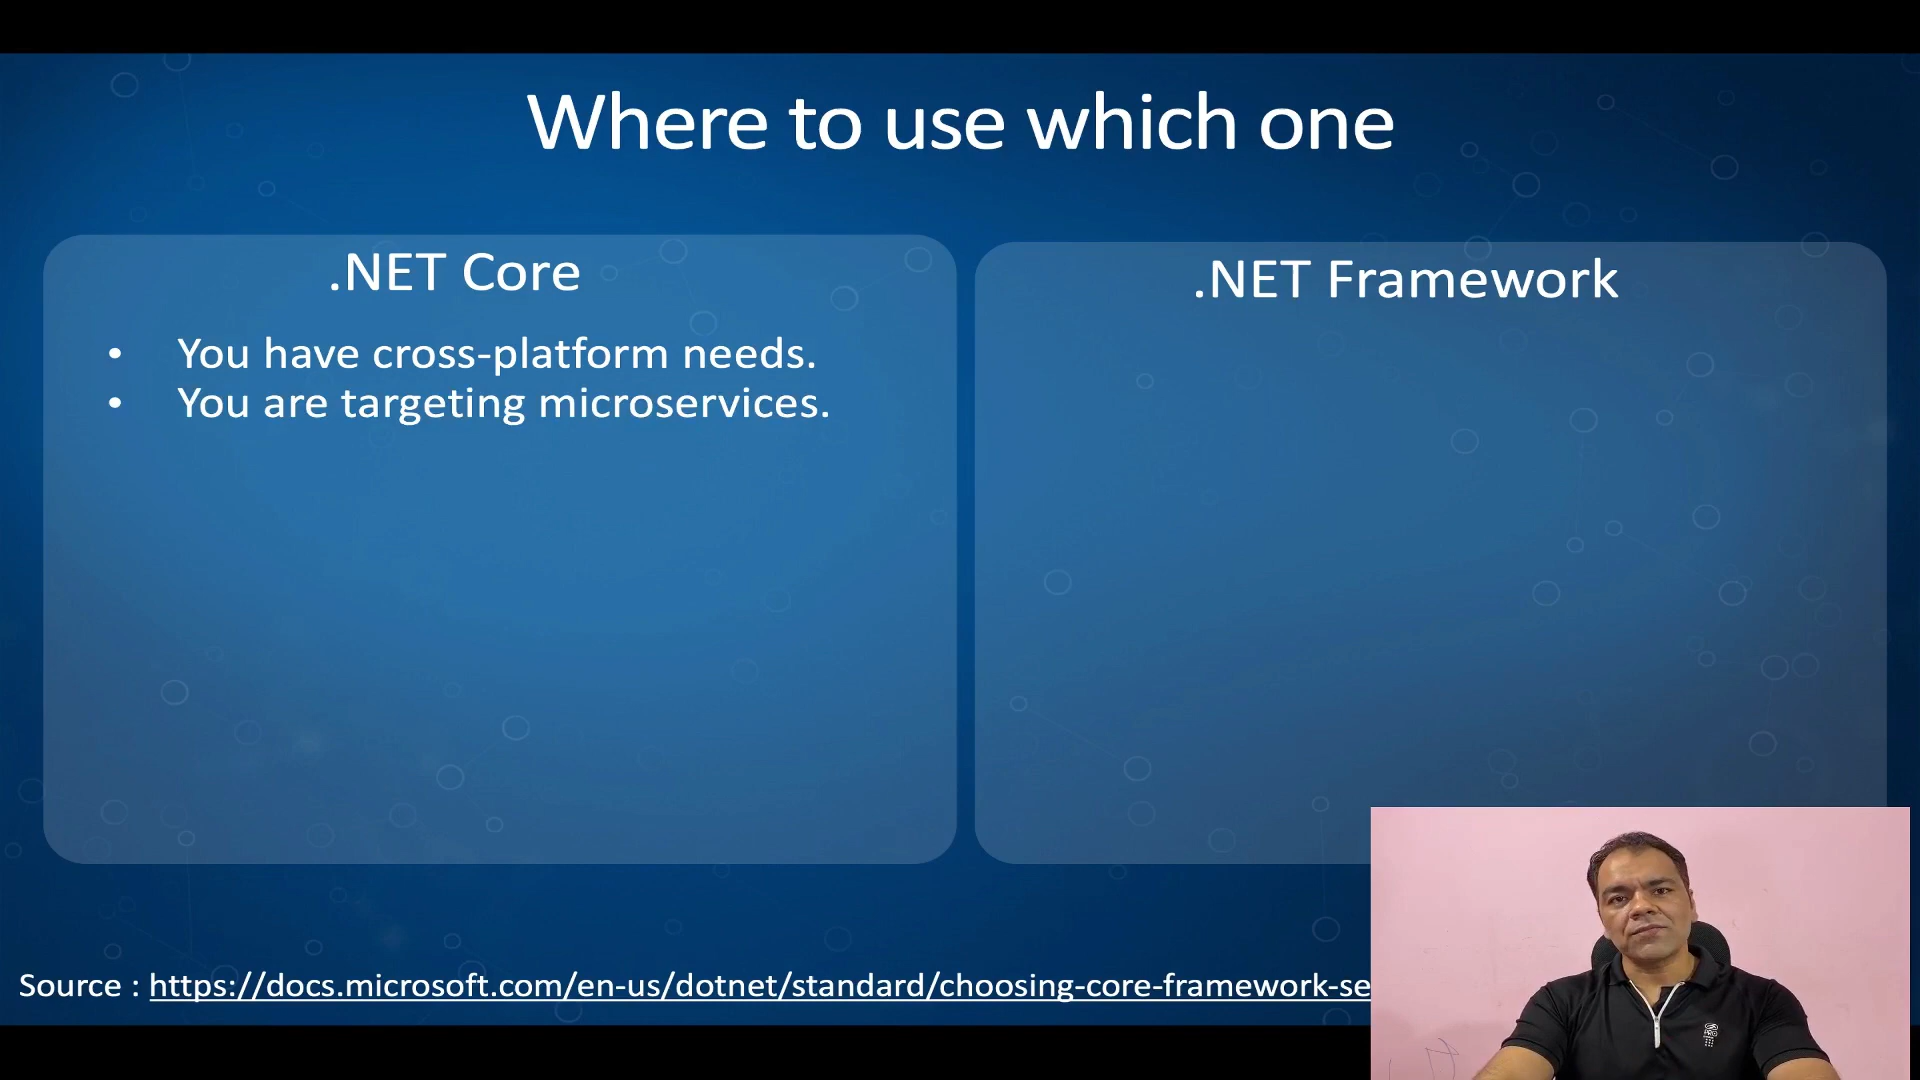 Where to use which one
.NET Core
• You have cross-platform needs.
• You are targeting microservices.
.NET Framework
Source : https://docs.microsoft.com/en-us/dotnet/standard/choosing-core-framework-se